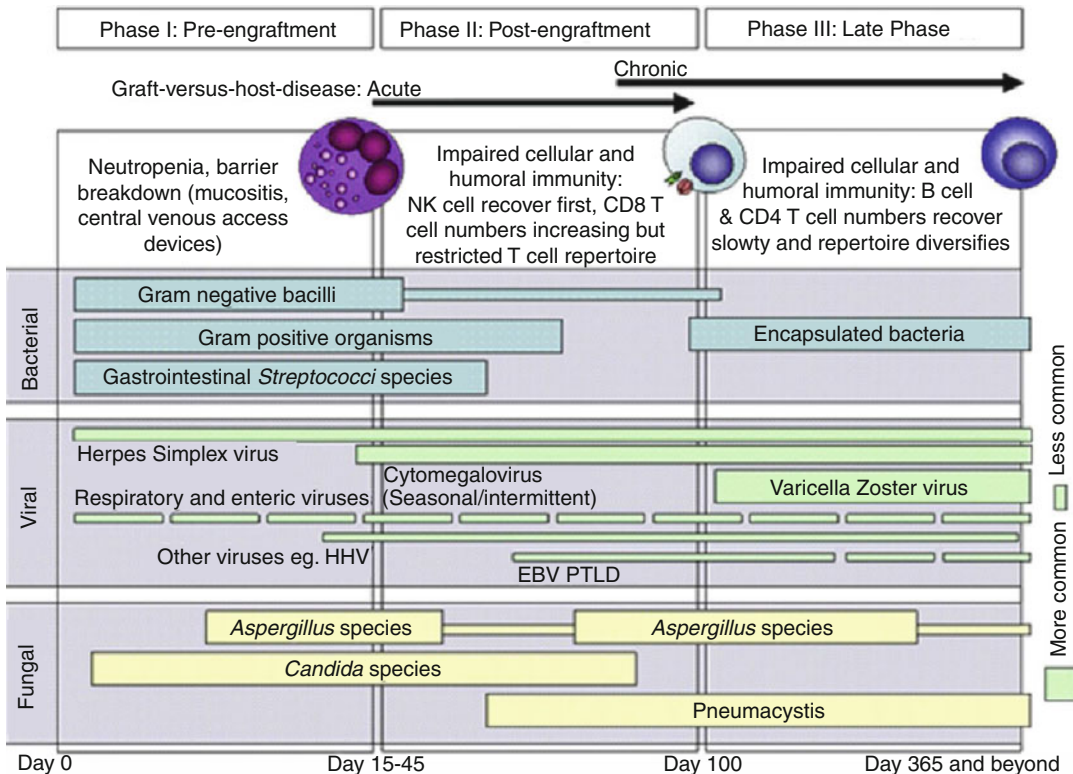 Phase I: Pre-engraftment
Phase II: Post-engraftment
Phase III: Late Phase
Chronic
Graft-versus-host-disease: Acute
Neutropenia, barrier
breakdown (mucositis,
central venous access
devices)
Impaired cellular and
humoral immunity:
NK cell recover first, CD8 T
cell numbers increasing but
restricted T cell repertoire
Impaired cellular and
humoral immunity: B cell
& CD4 T cell numbers recover
slowty and repertoire diversifies
Bacterial
Gram negative bacilli
Gram positive organisms
Encapsulated bacteria
Gastrointestinal Streptococci species
Viral
Herpes Simplex virus
Cytomegalovirus
Varicella Zoster virus
Respiratory and enteric viruses (Seasonal/intermittent)
Other viruses eg. HHV
EBV PTLD
Fungal
Aspergillus species
Aspergillus species
Candida species
Pneumacystis
Day 0
Day 15-45
Day 100
Day 365 and beyond
More common
Less common